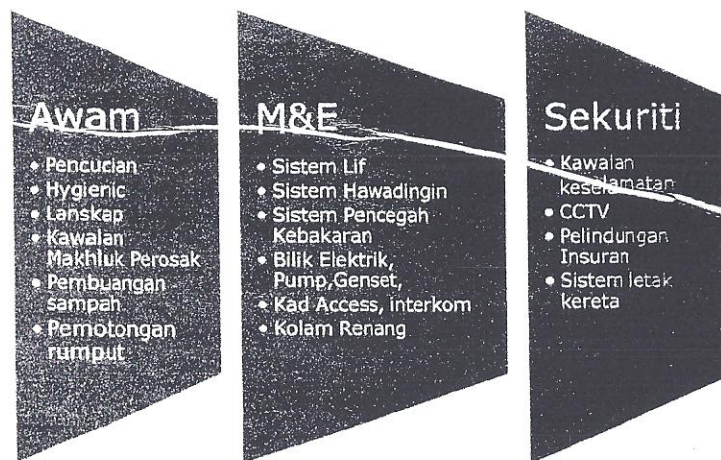 Awam
• Pencucian
• Hygienic
• Lanskap
• Kawalan
Makhluk Perosak
• Pembuangan
sampah
• Pemotongan
rumput
M&E
• Sistem Lif
• Sistem Hawadingin
• Sistem Pencegah
Kebakaran
• Bilik Elektrik,
Pump,Genset,
• Kad Access, interkom
• Kolam Renang
Sekuriti
• Kawalan
keselamatan
• CCTV
• Pelindungan
Insuran
• Sistem letak
kereta